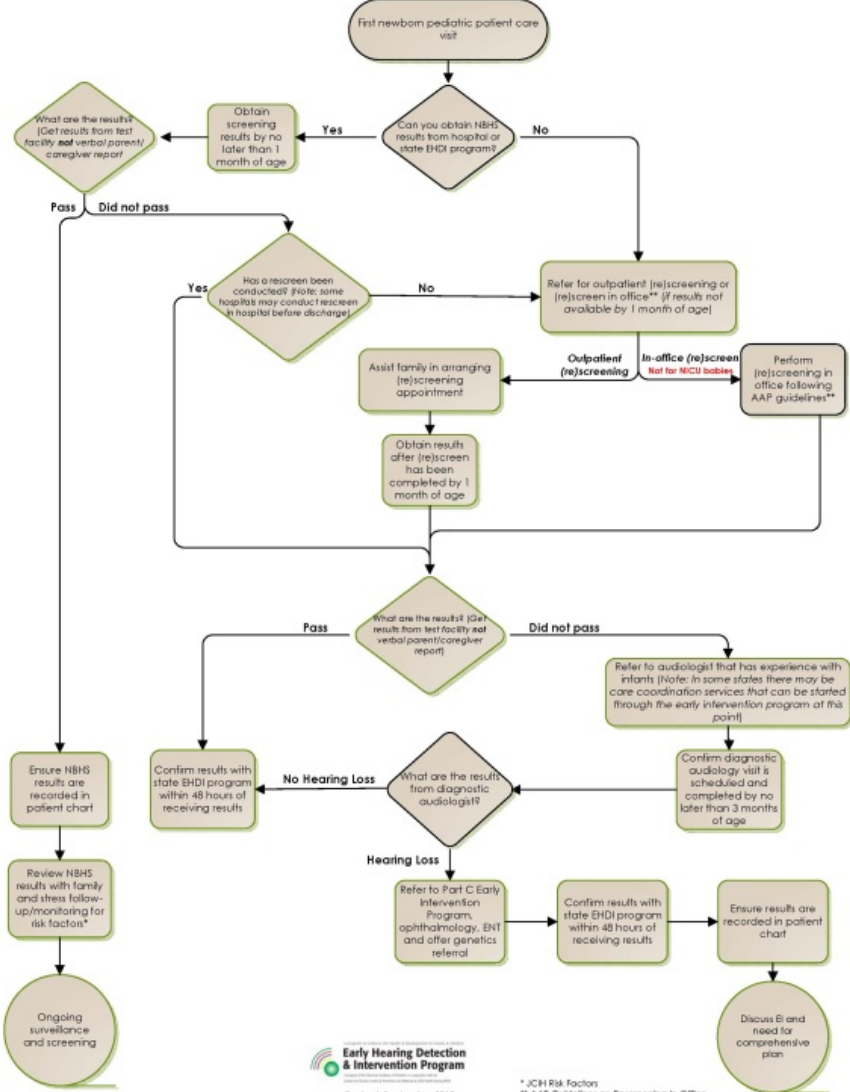 First newborn pediatric patient care
visit
Can you obtain NBHS
results from hospital or
state EHDI program?
Yes
No
Obtain
screening
results by no
later than 1
month of age
What are the results?
(Get results from test
facility not verbal parent/
caregiver report
Pass
Did not pass
Has a rescreen been
conducted? (Note: some
hospitals may conduct rescreen
in hospital before discharge)
Yes
No
Refer for outpatient (re)screening or
(re)screen in office** (if results not
available by 1 month of age)
Outpatient
(re)screening
In-office (re)screen
Not for NICU babies
Assist family in arranging
(re)screening
appointment
Perform
(re)screening in
office following
AAP guidelines**
Obtain results
after (re)screen
has been
completed by 1
month of age
What are the results? (Get
results from test facility not
verbal parent/caregiver
report)
Pass
Did not pass
Refer to audiologist that has experience with
infants (Note: In some states there may be
care coordination services that can be started
through the early intervention program at this
point)
Confirm diagnostic
audiology visit is
scheduled and
completed by no
later than 3 months
of age
What are the results
from diagnostic
audiologist?
No Hearing Loss
Confirm results with
state EHDI program
within 48 hours of
receiving results
Ensure NBHS
results are
recorded in
patient chart
Hearing Loss
Review NBHS
results with family
and stress follow-
up/monitoring for
risk factors*
Refer to Part C Early
Intervention
Program,
ophthalmology, ENT
and offer genetics
referral
Confirm results with
state EHDI program
within 48 hours of
receiving results
Ensure results are
recorded in patient
chart
Ongoing
surveillance
and screening
Discuss EI and
need for
comprehensive
plan
Early Hearing Detection
& Intervention Program
* JCIH Risk Factors